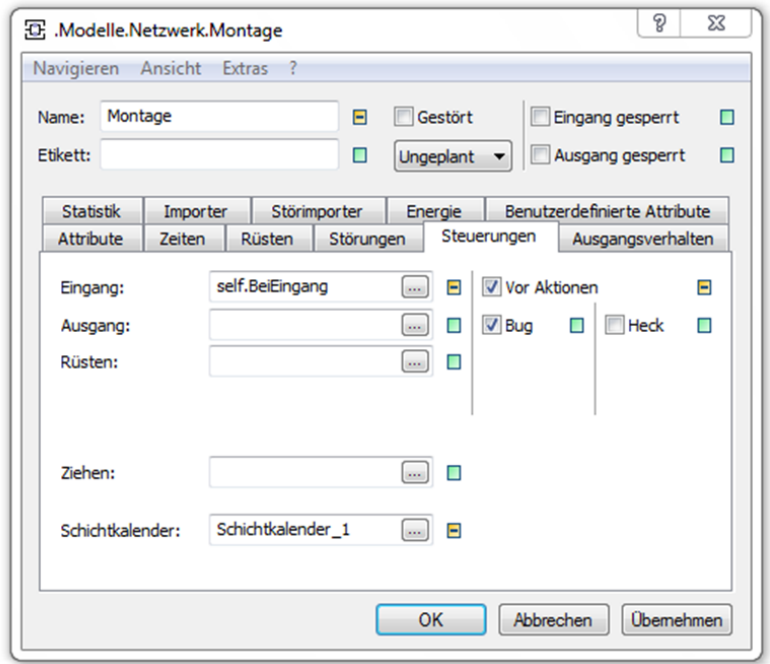 .Modelle.Netzwerk.Montage
Navigieren Ansicht Extras ?
Name: Montage Gestört Eingang gesperrt
Etikett: Ungeplant Ausgang gesperrt
Statistik Importer Störimporter Energie Benutzerdefinierte Attribute
Attribute Zeiten Rüsten Störungen Steuerungen Ausgangsverhalten
Eingang: self.BeiEingang ... Vor Aktionen
Ausgang: ... Bug Heck
Rüsten: ...
Ziehen: ...
Schichtkalender: Schichtkalender_1 ...
OK Abbrechen Übernehmen